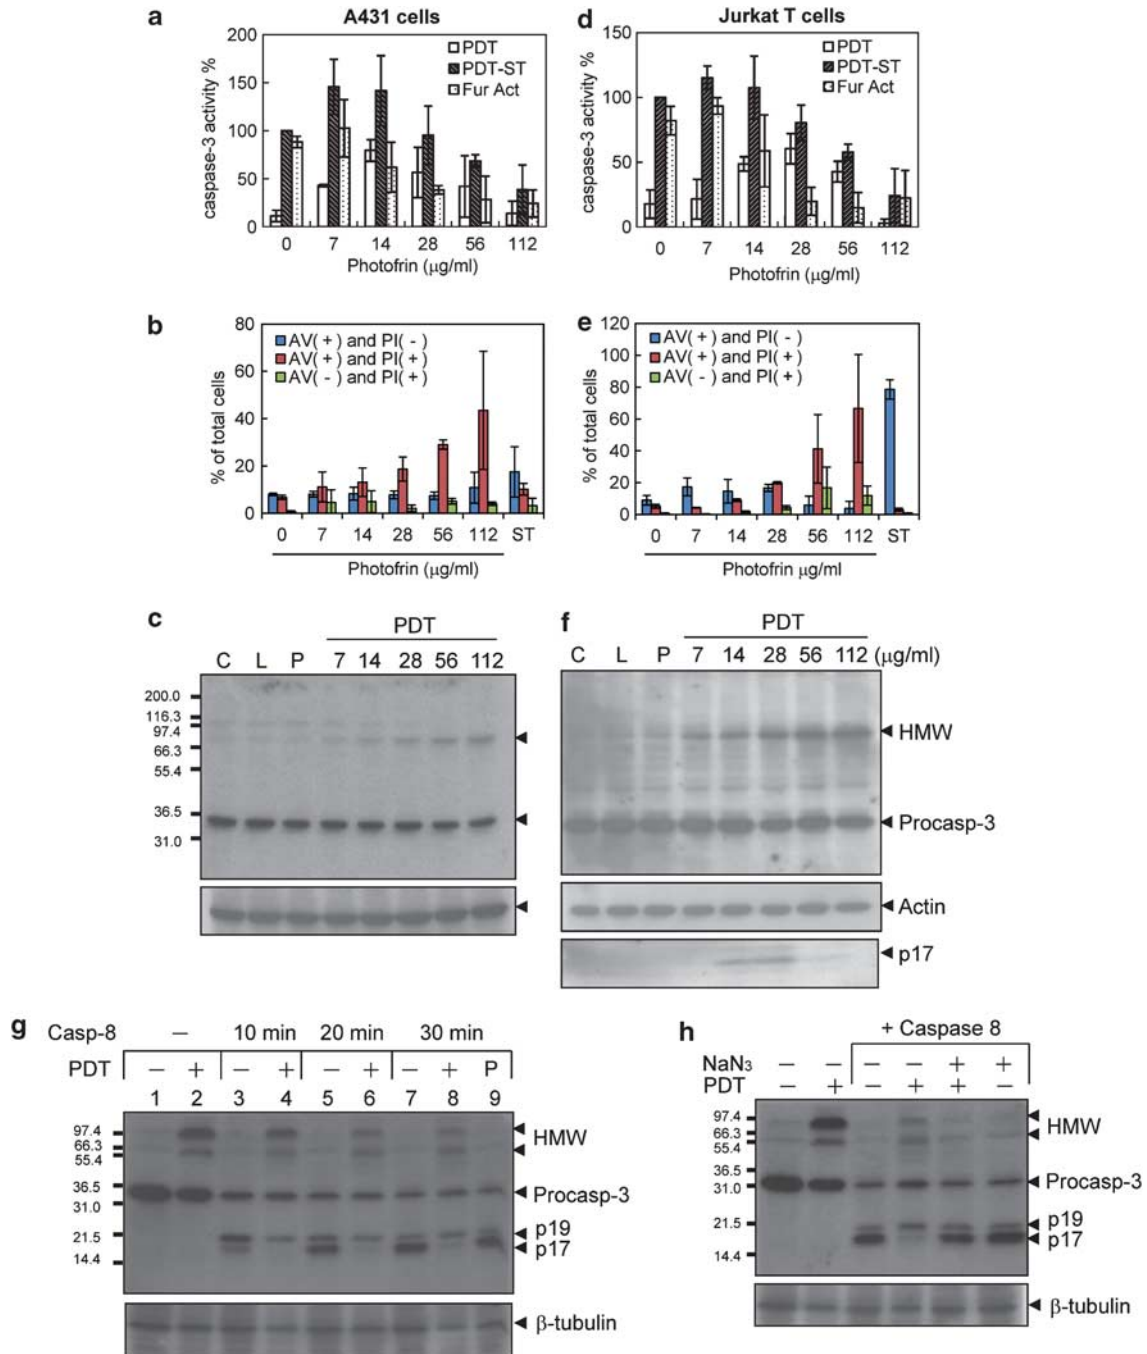 a
A431 cells
caspase-3 activity %
200
150
100
50
0
PDT
PDT-ST
Fur Act
0 7 14 28 56 112
Photofrin (μg/ml)
d
Jurkat T cells
caspase-3 activity %
150
100
50
0
PDT
PDT-ST
Fur Act
0 7 14 28 56 112
Photofrin (μg/ml)
b
% of total cells
80
60
40
20
0
AV(+) and PI(-)
AV(+) and PI(+)
AV(-) and PI(+)
0 7 14 28 56 112 ST
Photofrin (μg/ml)
e
% of total cells
120
100
80
60
40
20
0
AV(+) and PI(-)
AV(+) and PI(+)
AV(-) and PI(+)
0 7 14 28 56 112 ST
Photofrin μg/ml)
c
PDT
C L P 7 14 28 56 112
200.0
116.3
97.4
66.3
55.4
36.5
31.0
f
PDT
C L P 7 14 28 56 112 (μg/ml)
HMW
Procasp-3
Actin
p17
g
Casp-8 – 10 min 20 min 30 min
PDT – + – + – + – + P
1 2 3 4 5 6 7 8 9
97.4
66.3
55.4
36.5
31.0
21.5
14.4
HMW
Procasp-3
p19
p17
β-tubulin
h
+ Caspase 8
NaN3 – – – – + +
PDT – + – + + –
97.4
66.3
55.4
36.5
31.0
21.5
14.4
HMW
Procasp-3
p19
p17
β-tubulin